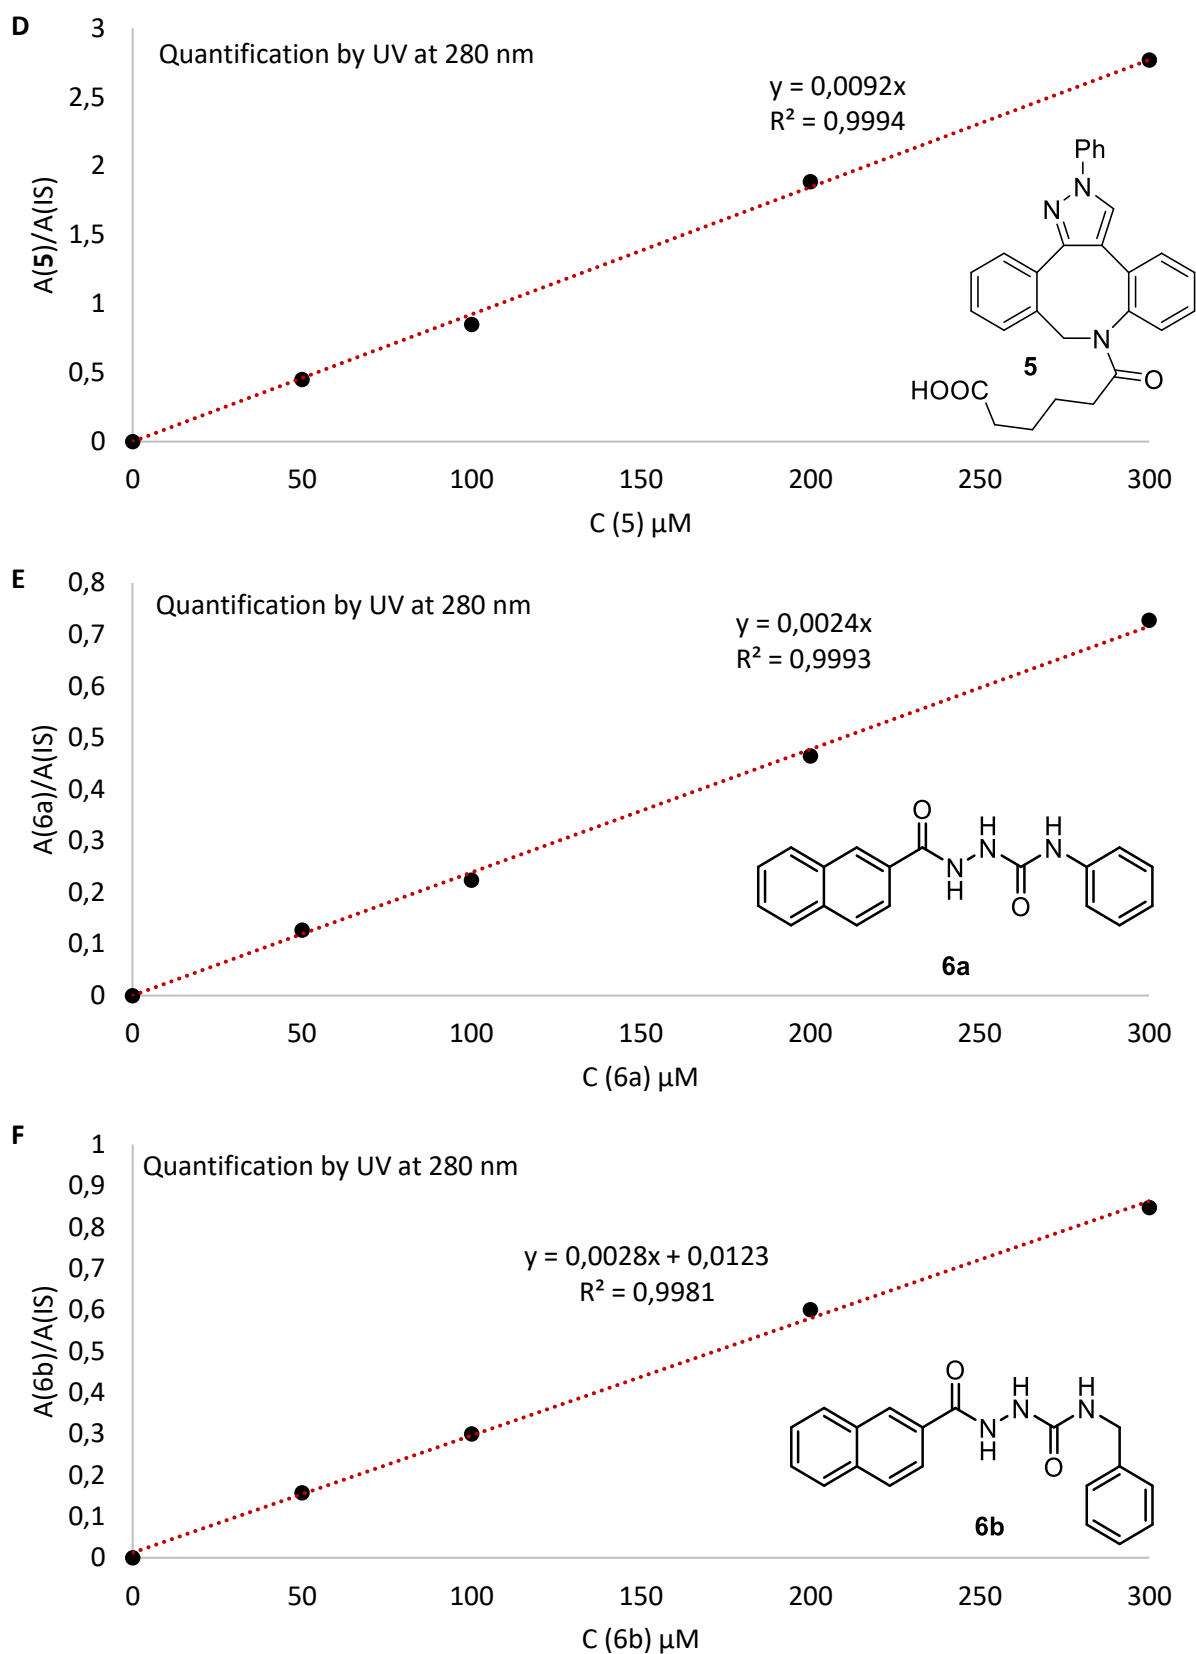 D
3
Quantification by UV at 280 nm
y = 0,0092x
R² = 0,9994
2,5
2
1,5
1
0,5
0
A(5)/A(IS)
Ph
N
N
N
O
HOOC
5
0 50 100 150 200 250 300
C (5) µM
E
0,8
Quantification by UV at 280 nm
y = 0,0024x
R² = 0,9993
0,7
0,6
0,5
0,4
0,3
0,2
0,1
0
A(6a)/A(IS)
O
H
N
N
H
O
H
N
6a
0 50 100 150 200 250 300
C (6a) µM
F
1
Quantification by UV at 280 nm
y = 0,0028x + 0,0123
R² = 0,9981
0,9
0,8
0,7
0,6
0,5
0,4
0,3
0,2
0,1
0
A(6b)/A(IS)
O
H
N
N
H
O
H
N
6b
0 50 100 150 200 250 300
C (6b) µM